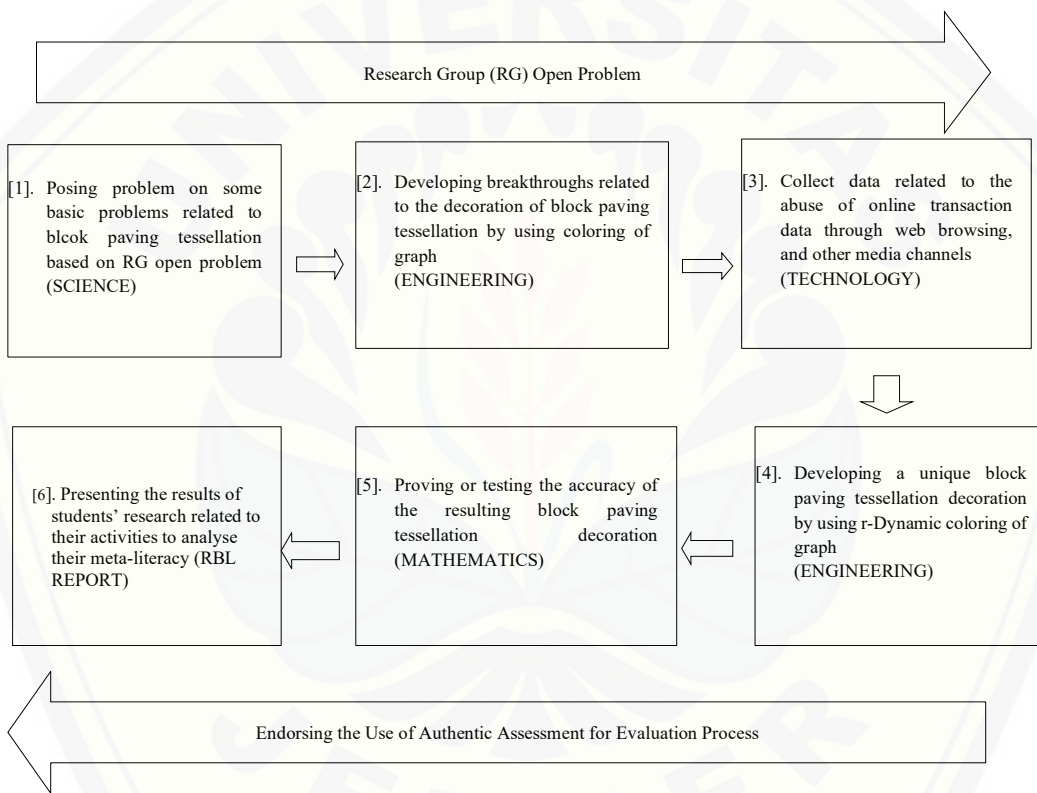 Research Group (RG) Open Problem
[1]. Posing problem on some
basic problems related to
blcok paving tessellation
based on RG open problem
(SCIENCE)
[2]. Developing breakthroughs related
to the decoration of block paving
tessellation by using coloring of
graph
(ENGINEERING)
[3]. Collect data related to the
abuse of online transaction
data through web browsing,
and other media channels
(TECHNOLOGY)
[4]. Developing a unique block
paving tessellation decoration
by using r-Dynamic coloring of
graph
(ENGINEERING)
[5]. Proving or testing the accuracy of
the resulting block paving
tessellation decoration
(MATHEMATICS)
[6]. Presenting the results of
students’ research related to
their activities to analyse
their meta-literacy (RBL
REPORT)
Endorsing the Use of Authentic Assessment for Evaluation Process
UNIVERSITAS